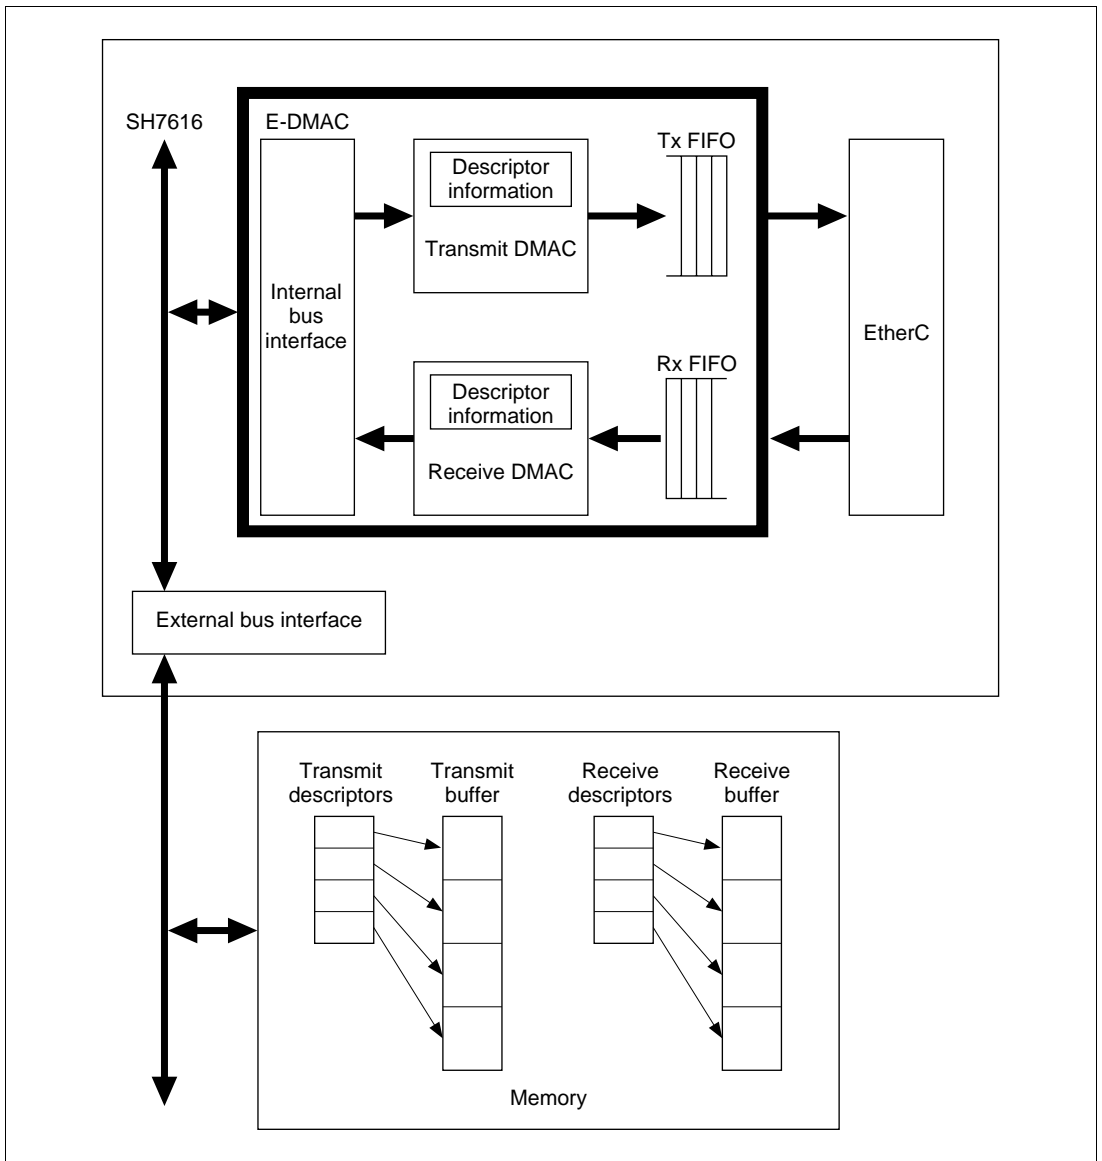 SH7616
E-DMAC
Tx FIFO
Descriptor
information
Transmit DMAC
Internal
bus
interface
EtherC
Rx FIFO
Descriptor
information
Receive DMAC
External bus interface
Transmit
descriptors
Transmit
buffer
Receive
descriptors
Receive
buffer
Memory